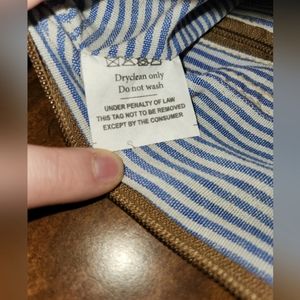 Dryclean only
Do not wash
UNDER PENALTY OF LAW
THIS TAG NOT TO BE REMOVED
EXCEPT BY THE CONSUMER